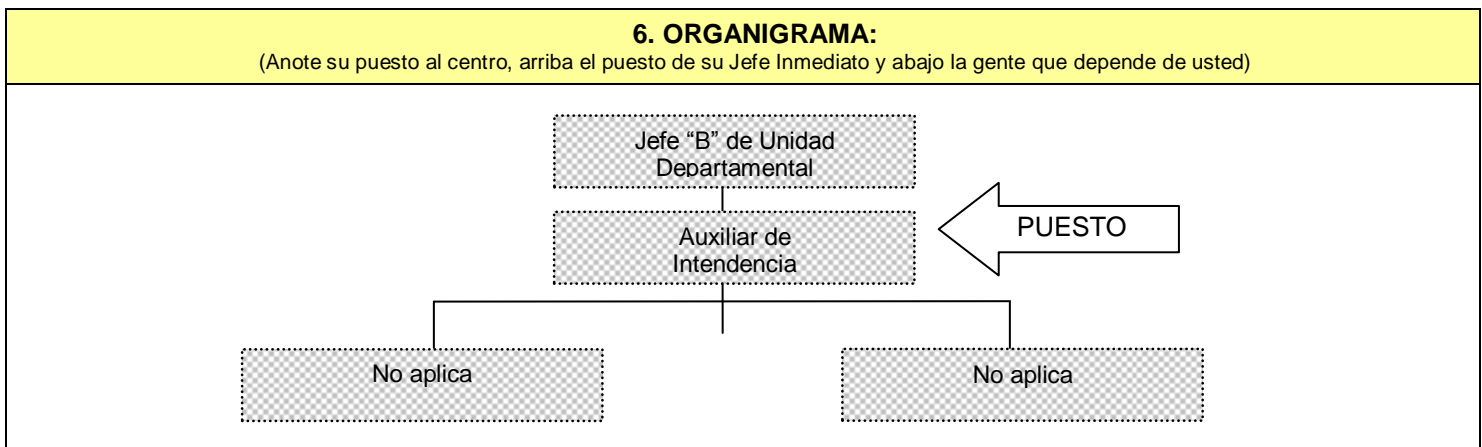 6. ORGANIGRAMA:
(Anote su puesto al centro, arriba el puesto de su Jefe Inmediato y abajo la gente que depende de usted)
Jefe “B” de Unidad
Departamental
Auxiliar de
Intendencia
PUESTO
No aplica
No aplica